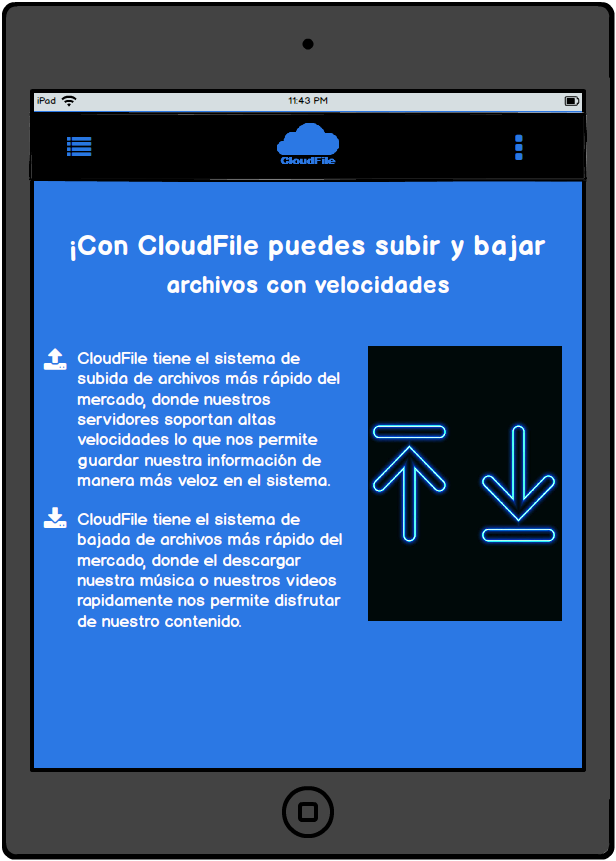 iPad
11:43 PM
CloudFile
¡Con CloudFile puedes subir y bajar
archivos con velocidades
CloudFile tiene el sistema de
subida de archivos más rápido del
mercado, donde nuestros
servidores soportan altas
velocidades lo que nos permite
guardar nuestra información de
manera más veloz en el sistema.
CloudFile tiene el sistema de
bajada de archivos más rápido del
mercado, donde el descargar
nuestra música o nuestros videos
rapidamente nos permite disfrutar
de nuestro contenido.